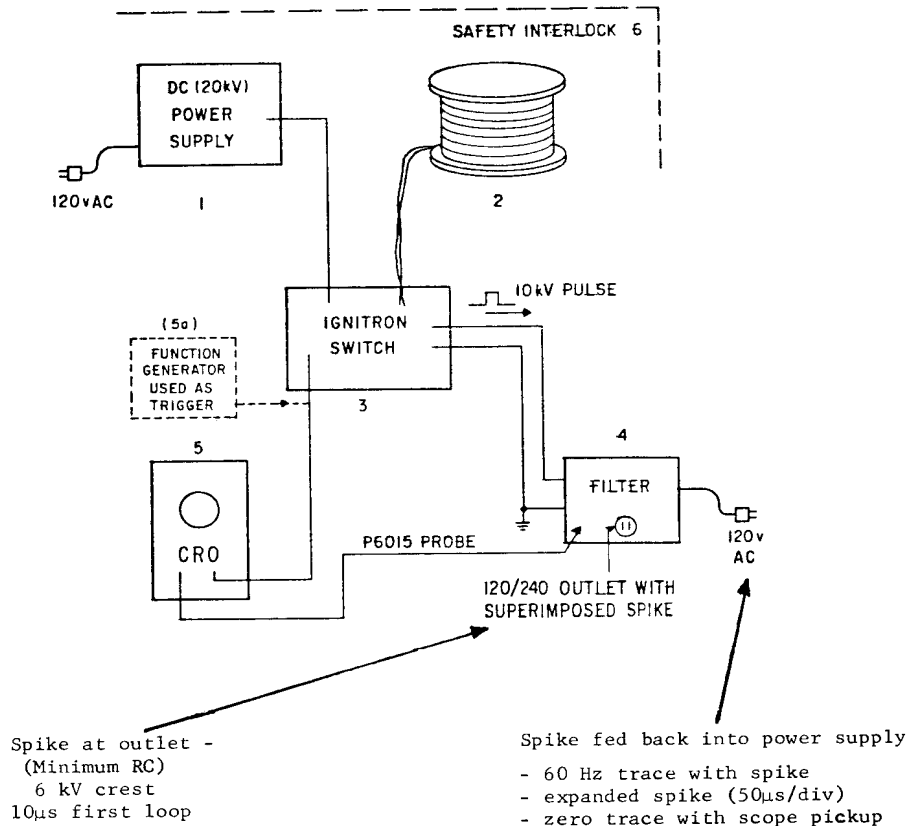 SAFETY INTERLOCK 6
DC (20kV)
POWER
SUPPLY
120vAC
1
2
10kV PULSE
IGNITRON
SWITCH
3
(5a)
FUNCTION
GENERATOR
USED AS
TRIGGER
5
CRO
4
FILTER
P6015 PROBE
120v
AC
120/240 OUTLET WITH
SUPERIMPOSED SPIKE
Spike at outlet -
(Minimum RC)
6 kV crest
10μs first loop
Spike fed back into power supply
- 60 Hz trace with spike
- expanded spike (50μs/div)
- zero trace with scope pickup